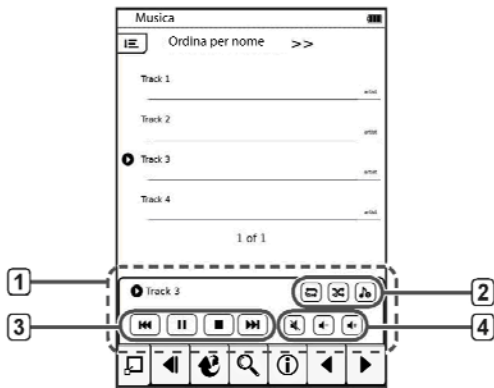 Musica
Ordina per nome >>
Track 1
artist
Track 2
artist
Track 3
artist
Track 4
artist
1 of 1
1
Track 3
2
3
4